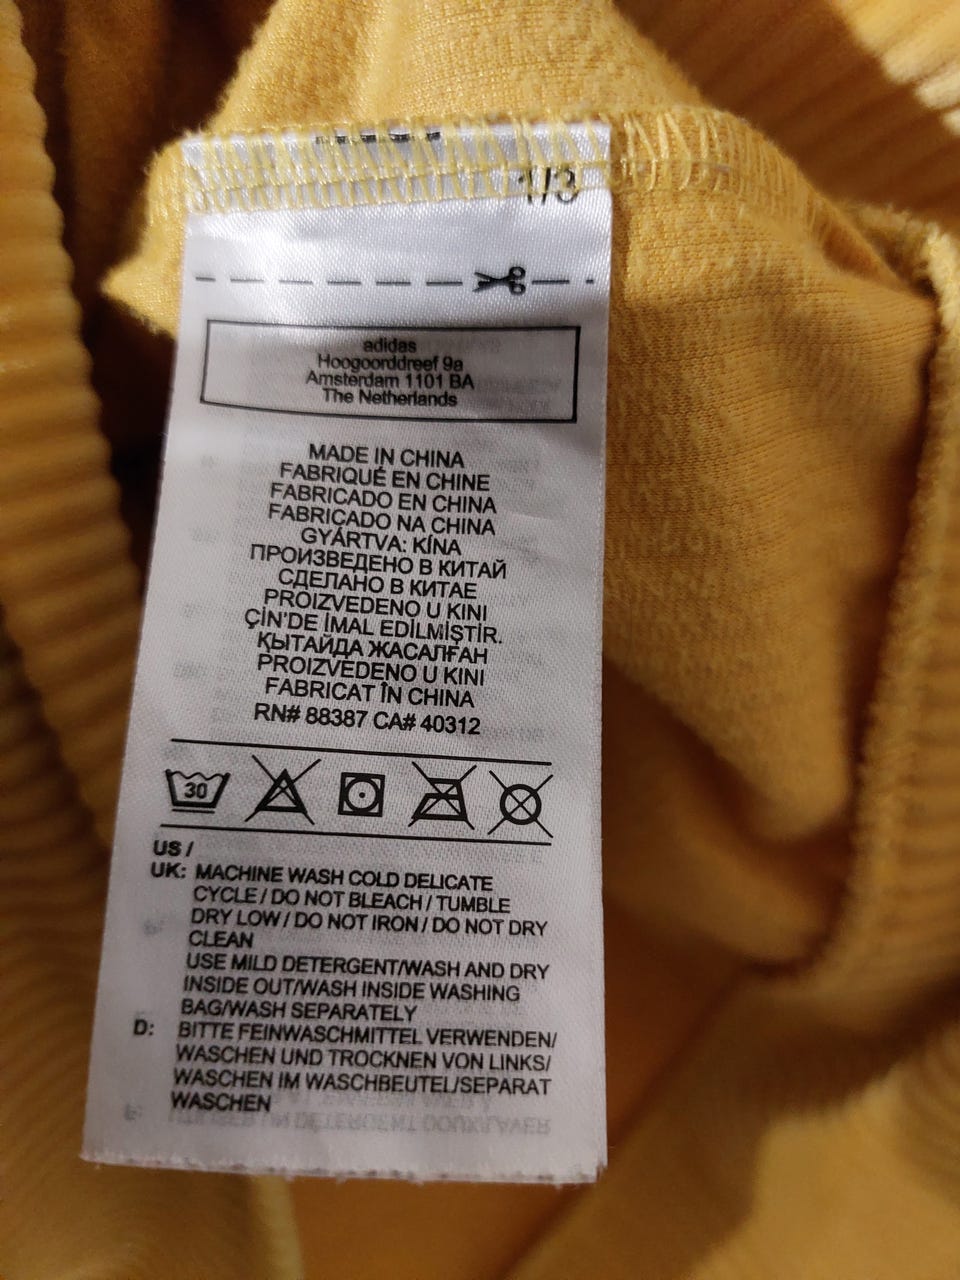 1/3
adidas
Hoogoorddreef 9a
Amsterdam 1101 BA
The Netherlands
MADE IN CHINA
FABRIQUÉ EN CHINE
FABRICADO EN CHINA
FABRICADO NA CHINA
GYÁRTVA: KÍNA
ПРОИЗВЕДЕНО В КИТАЙ
СДЕЛАНО В КИТАЕ
PROIZVEDENO U KINI
ÇİN'DE İMAL EDİLMİŞTİR.
ҚЫТАЙДА ЖАСАЛҒАН
PROIZVEDENO U KINI
FABRICAT ÎN CHINA
RN# 88387 CA# 40312
30
US /
UK: MACHINE WASH COLD DELICATE
CYCLE / DO NOT BLEACH / TUMBLE
DRY LOW / DO NOT IRON / DO NOT DRY
CLEAN
USE MILD DETERGENT/WASH AND DRY
INSIDE OUT/WASH INSIDE WASHING
BAG/WASH SEPARATELY
D: BITTE FEINWASCHMITTEL VERWENDEN/
WASCHEN UND TROCKNEN VON LINKS/
WASCHEN IM WASCHBEUTEL/SEPARAT
WASCHEN